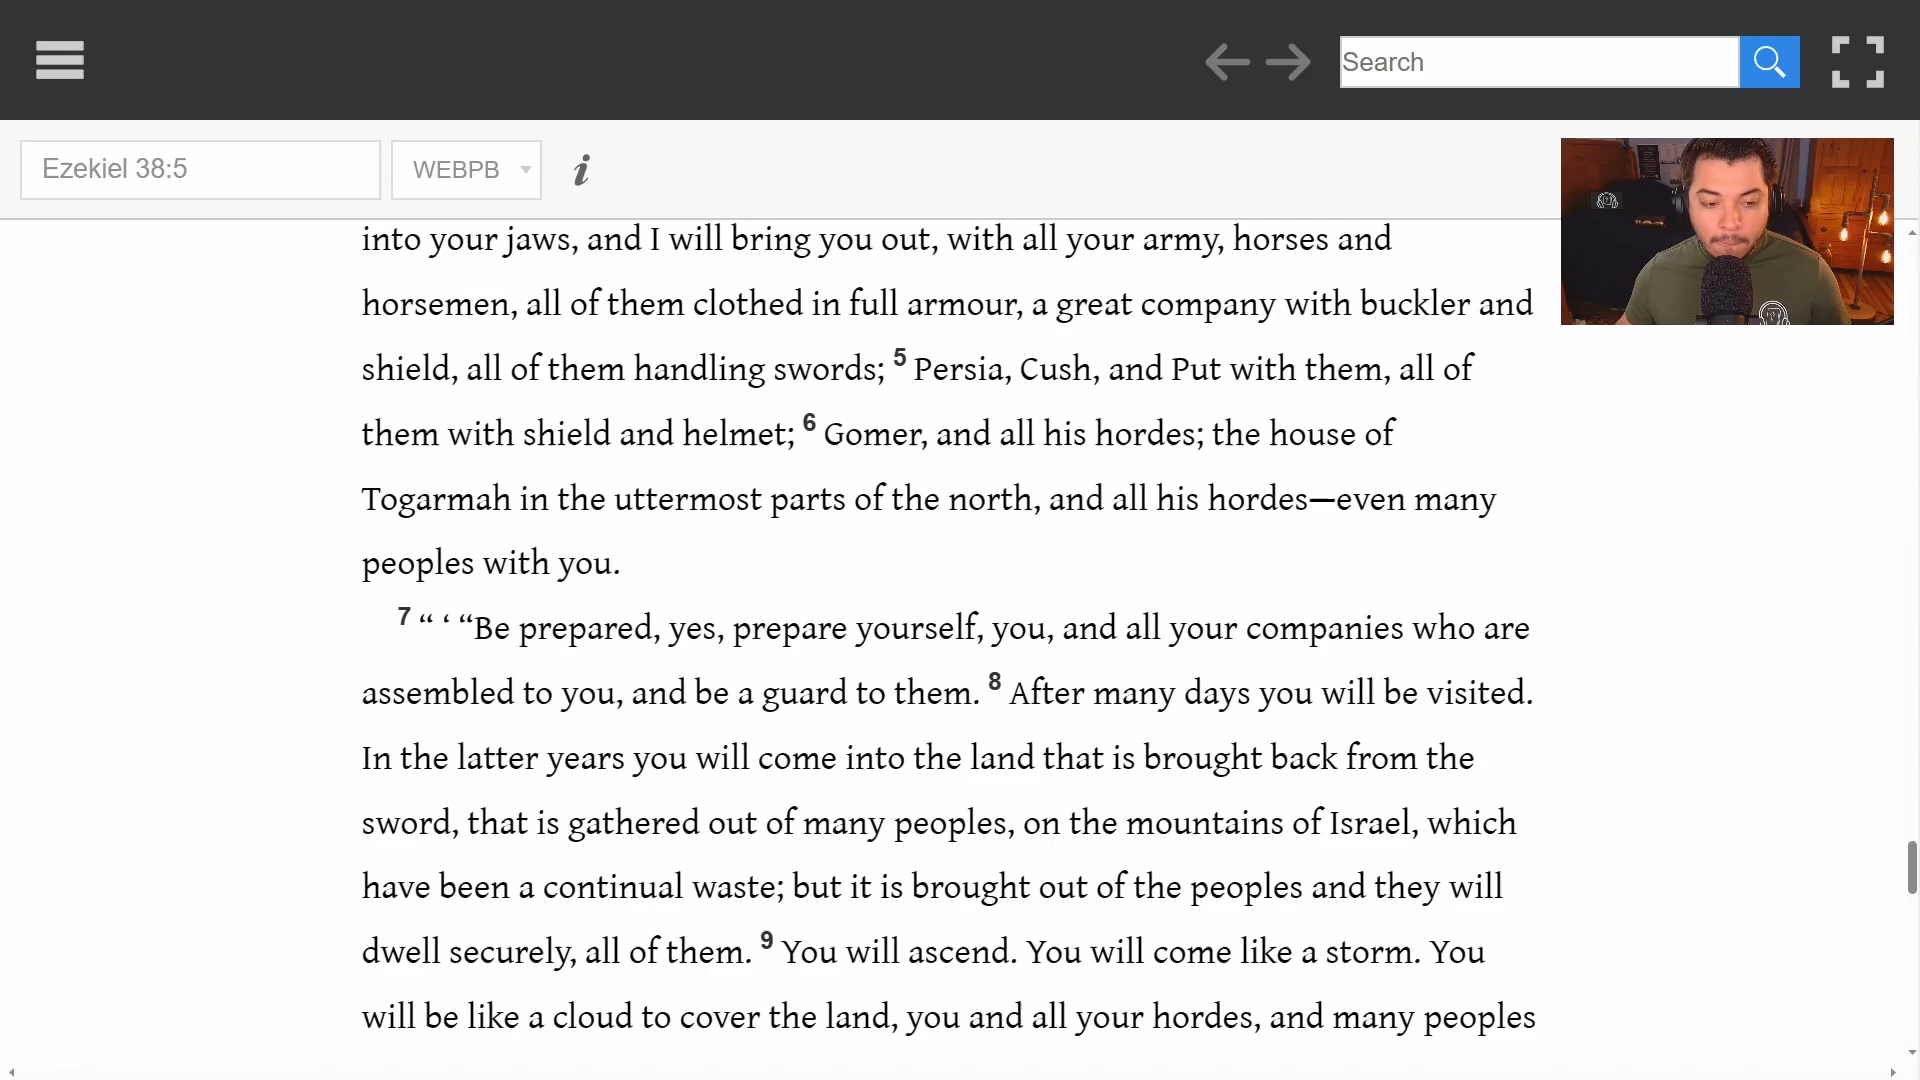 Search
Ezekiel 38:5
WEBPB
i
into your jaws, and I will bring you out, with all your army, horses and
horsemen, all of them clothed in full armour, a great company with buckler and
shield, all of them handling swords; 5 Persia, Cush, and Put with them, all of
them with shield and helmet; 6 Gomer, and all his hordes; the house of
Togarmah in the uttermost parts of the north, and all his hordes—even many
peoples with you.
7 “ ‘ “Be prepared, yes, prepare yourself, you, and all your companies who are
assembled to you, and be a guard to them. 8 After many days you will be visited.
In the latter years you will come into the land that is brought back from the
sword, that is gathered out of many peoples, on the mountains of Israel, which
have been a continual waste; but it is brought out of the peoples and they will
dwell securely, all of them. 9 You will ascend. You will come like a storm. You
will be like a cloud to cover the land, you and all your hordes, and many peoples